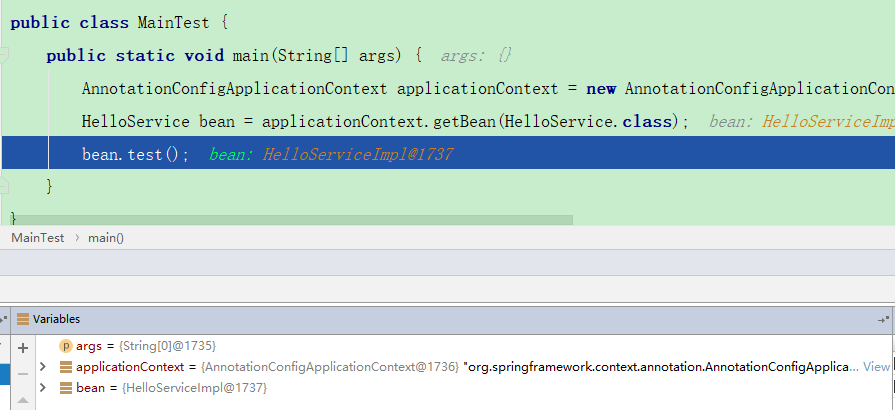 public class MainTest {
public static void main(String[] args) { args: {}
AnnotationConfigApplicationContext applicationContext = new AnnotationConfigApplicationCon
HelloService bean = applicationContext.getBean(HelloService.class); bean: HelloServiceImp
bean.test(); bean: HelloServiceImpl@1737
}
}
MainTest > main()
Variables
args = {String[0]@1735}
applicationContext = {AnnotationConfigApplicationContext@1736} "org.springframework.context.annotation.AnnotationConfigApplica... View
bean = {HelloServiceImpl@1737}